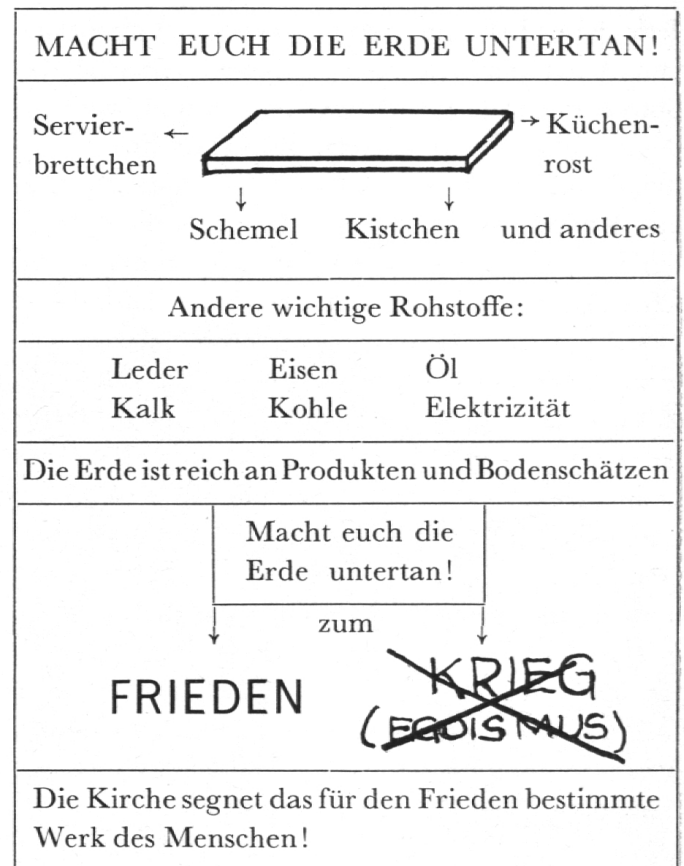 MACHT EUCH DIE ERDE UNTERTAN!
Servier- ← → Küchen-
brettchen rost
↓ ↓
Schemel Kistchen und anderes
Andere wichtige Rohstoffe:
Leder Eisen Öl
Kalk Kohle Elektrizität
Die Erde ist reich an Produkten und Bodenschätzen
Macht euch die
Erde untertan!
zum
FRIEDEN KRIEG
(EGOISMUS)
Die Kirche segnet das für den Frieden bestimmte
Werk des Menschen!